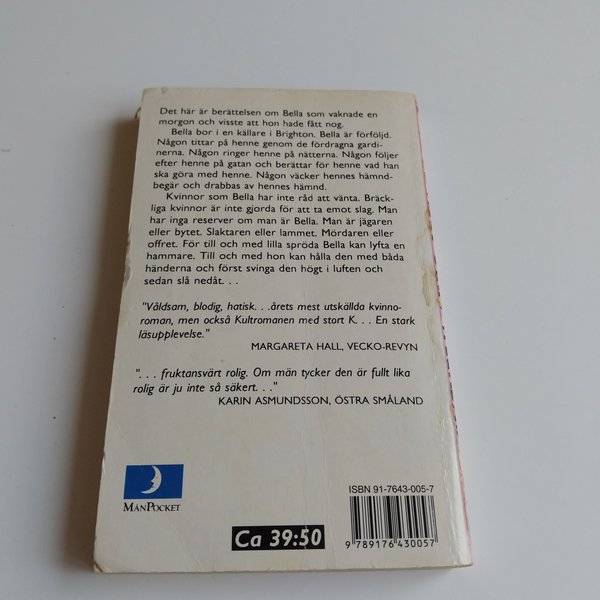 Det här är berättelsen om Bella som vaknade en
morgon och visste att hon hade fått nog.
Bella bor i en källare i Brighton. Bella är förföljd.
Någon tittar på henne genom de fördragna gardi-
nerna. Någon ringer henne på nätterna. Någon följer
efter henne på gatan och berättar för henne vad han
ska göra med henne. Någon väcker hennes hämnd-
begär och drabbas av hennes hämnd.
Kvinnor som Bella har inte råd att vänta. Bräck-
liga kvinnor är inte gjorda för att ta emot slag. Man
har inga reserver om man är Bella. Man är jägaren
eller bytet. Slaktaren eller lammet. Mördaren eller
offret. För till och med lilla spröda Bella kan lyfta en
hammare. Till och med hon kan hålla den med båda
händerna och först svinga den högt i luften och
sedan slå nedåt. . .
"Våldsam, blodig, hatisk. . .årets mest utskällda kvinno-
roman, men också Kultromanen med stort K. . . En stark
läsupplevelse."
MARGARETA HALL, VECKO-REVYN
". . . fruktansvärt rolig. Om män tycker den är fullt lika
rolig är ju inte så säkert. . ."
KARIN ASMUNDSSON, ÖSTRA SMÅLAND
MÅNPOCKET
Ca 39:50
ISBN 91-7643-005-7
9 789176 430057